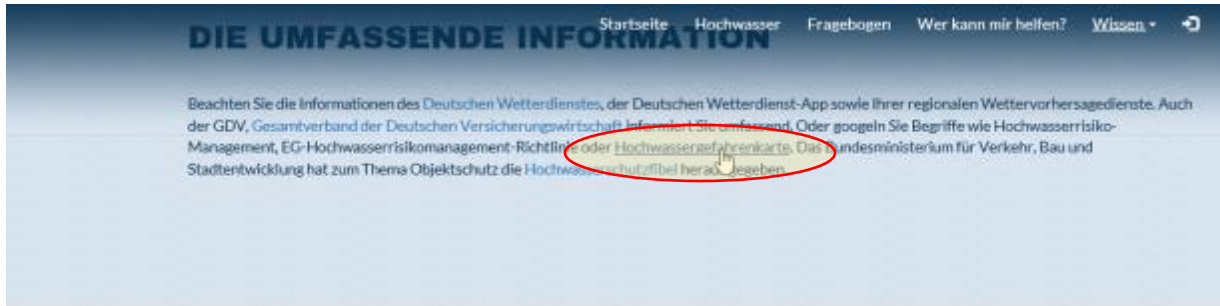 Startseite Hochwasser Fragebogen Wer kann mir helfen? Wissen
DIE UMFASSENDE INFORMATION
Beachten Sie die Informationen des Deutschen Wetterdienstes, der Deutschen Wetterdienst-App sowie Ihrer regionalen Wettervorhersagedienste. Auch
der GDV, Gesamtverband der Deutschen Versicherungswirtschaft informiert Sie umfassend. Oder googeln Sie Begriffe wie Hochwasserrisiko-
Management, EG-Hochwasserrisikomanagement-Richtlinie oder Hochwassergefahrenkarte. Das Bundesministerium für Verkehr, Bau und
Stadtentwicklung hat zum Thema Objektschutz die Hochwasserschutzfibel herausgegeben.